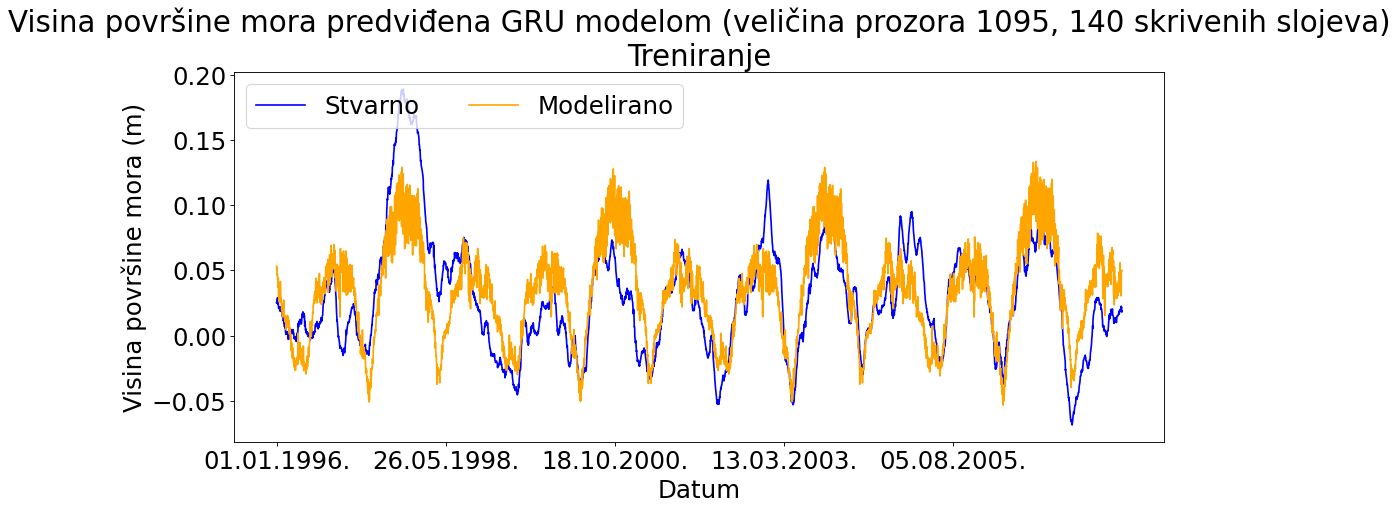 Visina površine mora predviđena GRU modelom (veličina prozora 1095, 140 skrivenih slojeva)
Treniranje
Stvarno
Modelirano
Visina površine mora (m)
0.20
0.15
0.10
0.05
0.00
−0.05
01.01.1996.
26.05.1998.
18.10.2000.
13.03.2003.
05.08.2005.
Datum